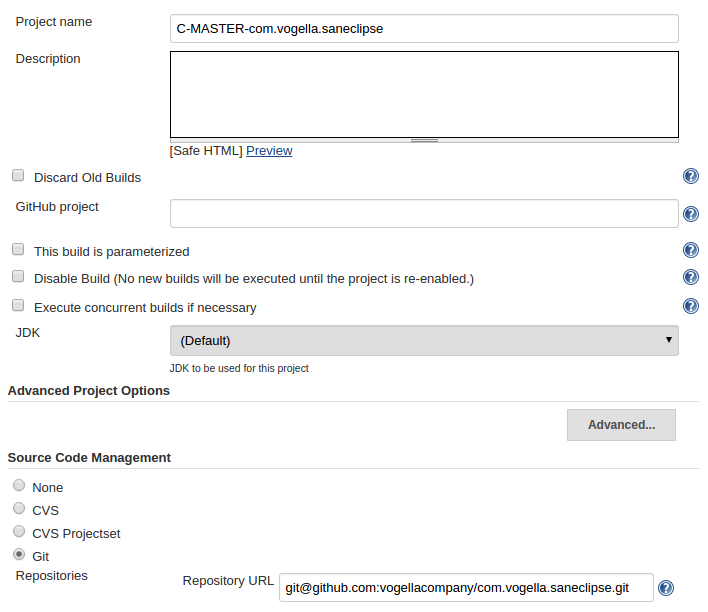 Project name
C-MASTER-com.vogella.saneclipse
Description
[Safe HTML] Preview
Discard Old Builds
GitHub project
This build is parameterized
Disable Build (No new builds will be executed until the project is re-enabled.)
Execute concurrent builds if necessary
JDK
(Default)
JDK to be used for this project
Advanced Project Options
Advanced...
Source Code Management
None
CVS
CVS Projectset
Git
Repositories
Repository URL git@github.com:vogellacompany/com.vogella.saneclipse.git